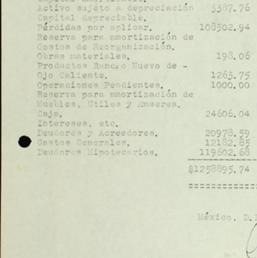 Activo sujeto a depreciación 5387.76
Capital depreciable.
Pérdidas por aplicar. 108502.94
Reserva para amortización de
Costos de Reorganización.
Obras materiales. 198.06
Productos Rancho Nuevo de -
Ojo Caliente 1263.75
Operaciones Pendientes. 1000.00
Reserva para amortización de
Muebles, Utiles y Enseres.
Caja. 24606.04
Intereses, etc.
Deudores y Acreedores. 20978.59
Gastos Generales. 12182.85
Deudores Hipotecarios. 119602.68
$1258895.74
México, D.